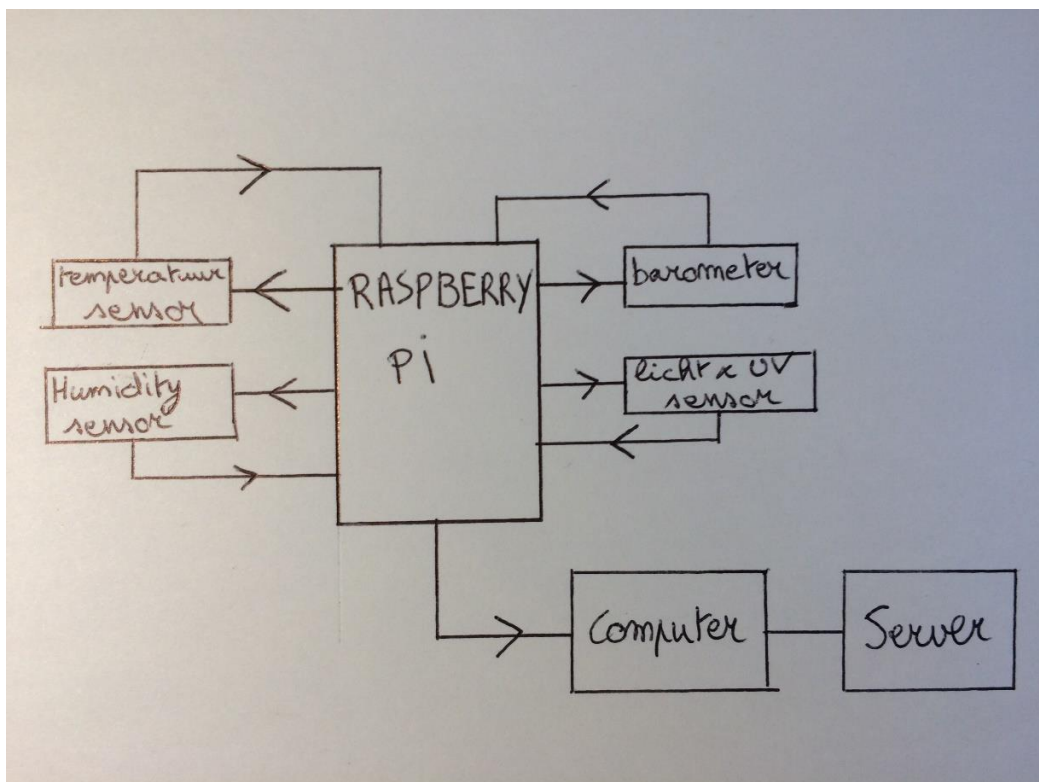 temperatuur
sensor
RASPBERRY
Pi
barometer
Humidity
sensor
licht & UV
sensor
Computer
Server